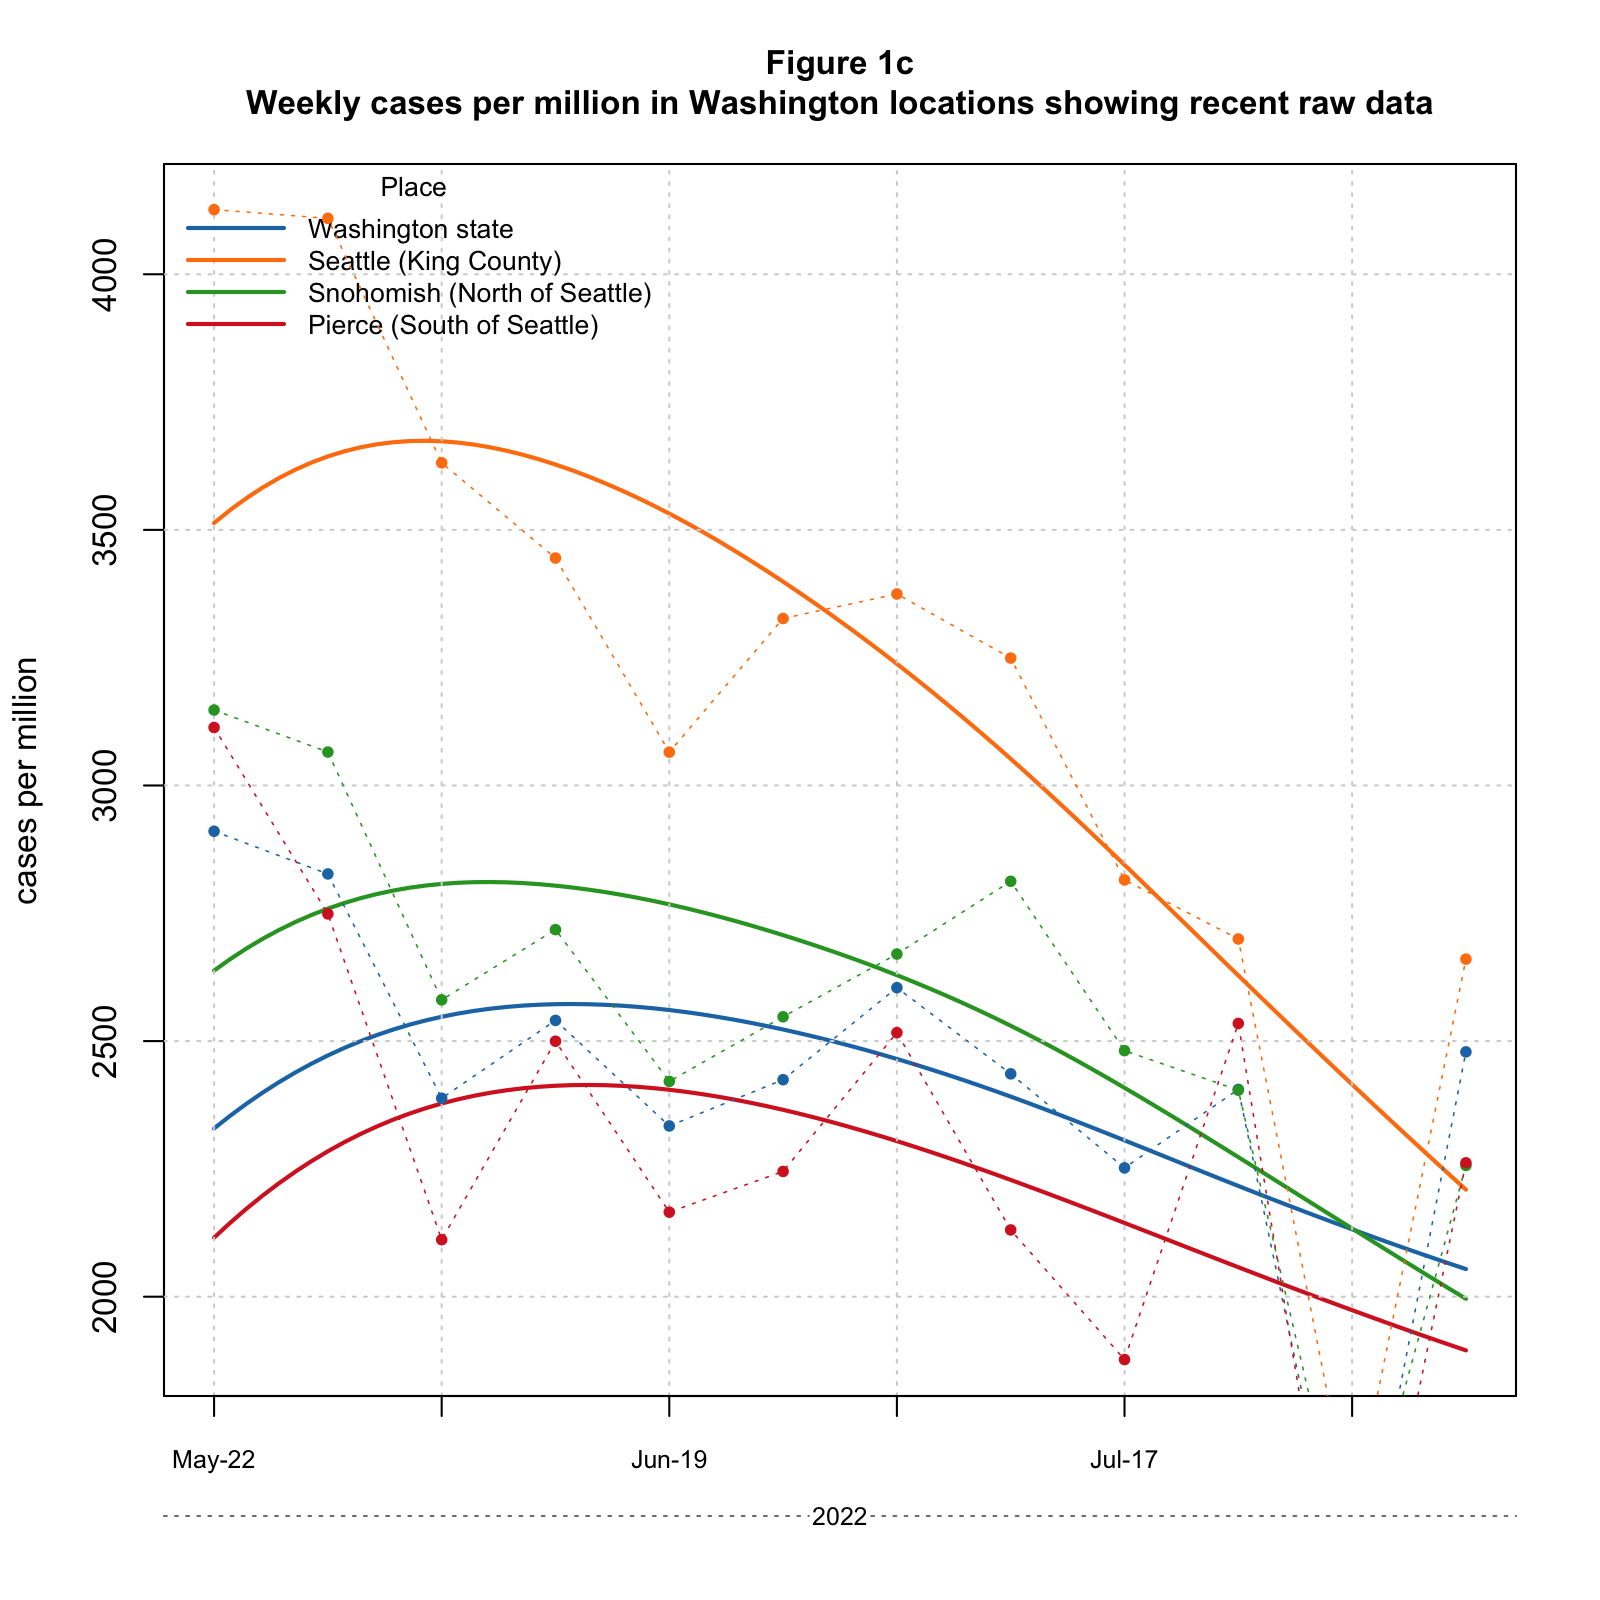 Figure 1c
Weekly cases per million in Washington locations showing recent raw data
Place
Washington state
Seattle (King County)
Snohomish (North of Seattle)
Pierce (South of Seattle)
cases per million
4000
3500
3000
2500
2000
May-22
Jun-19
Jul-17
2022